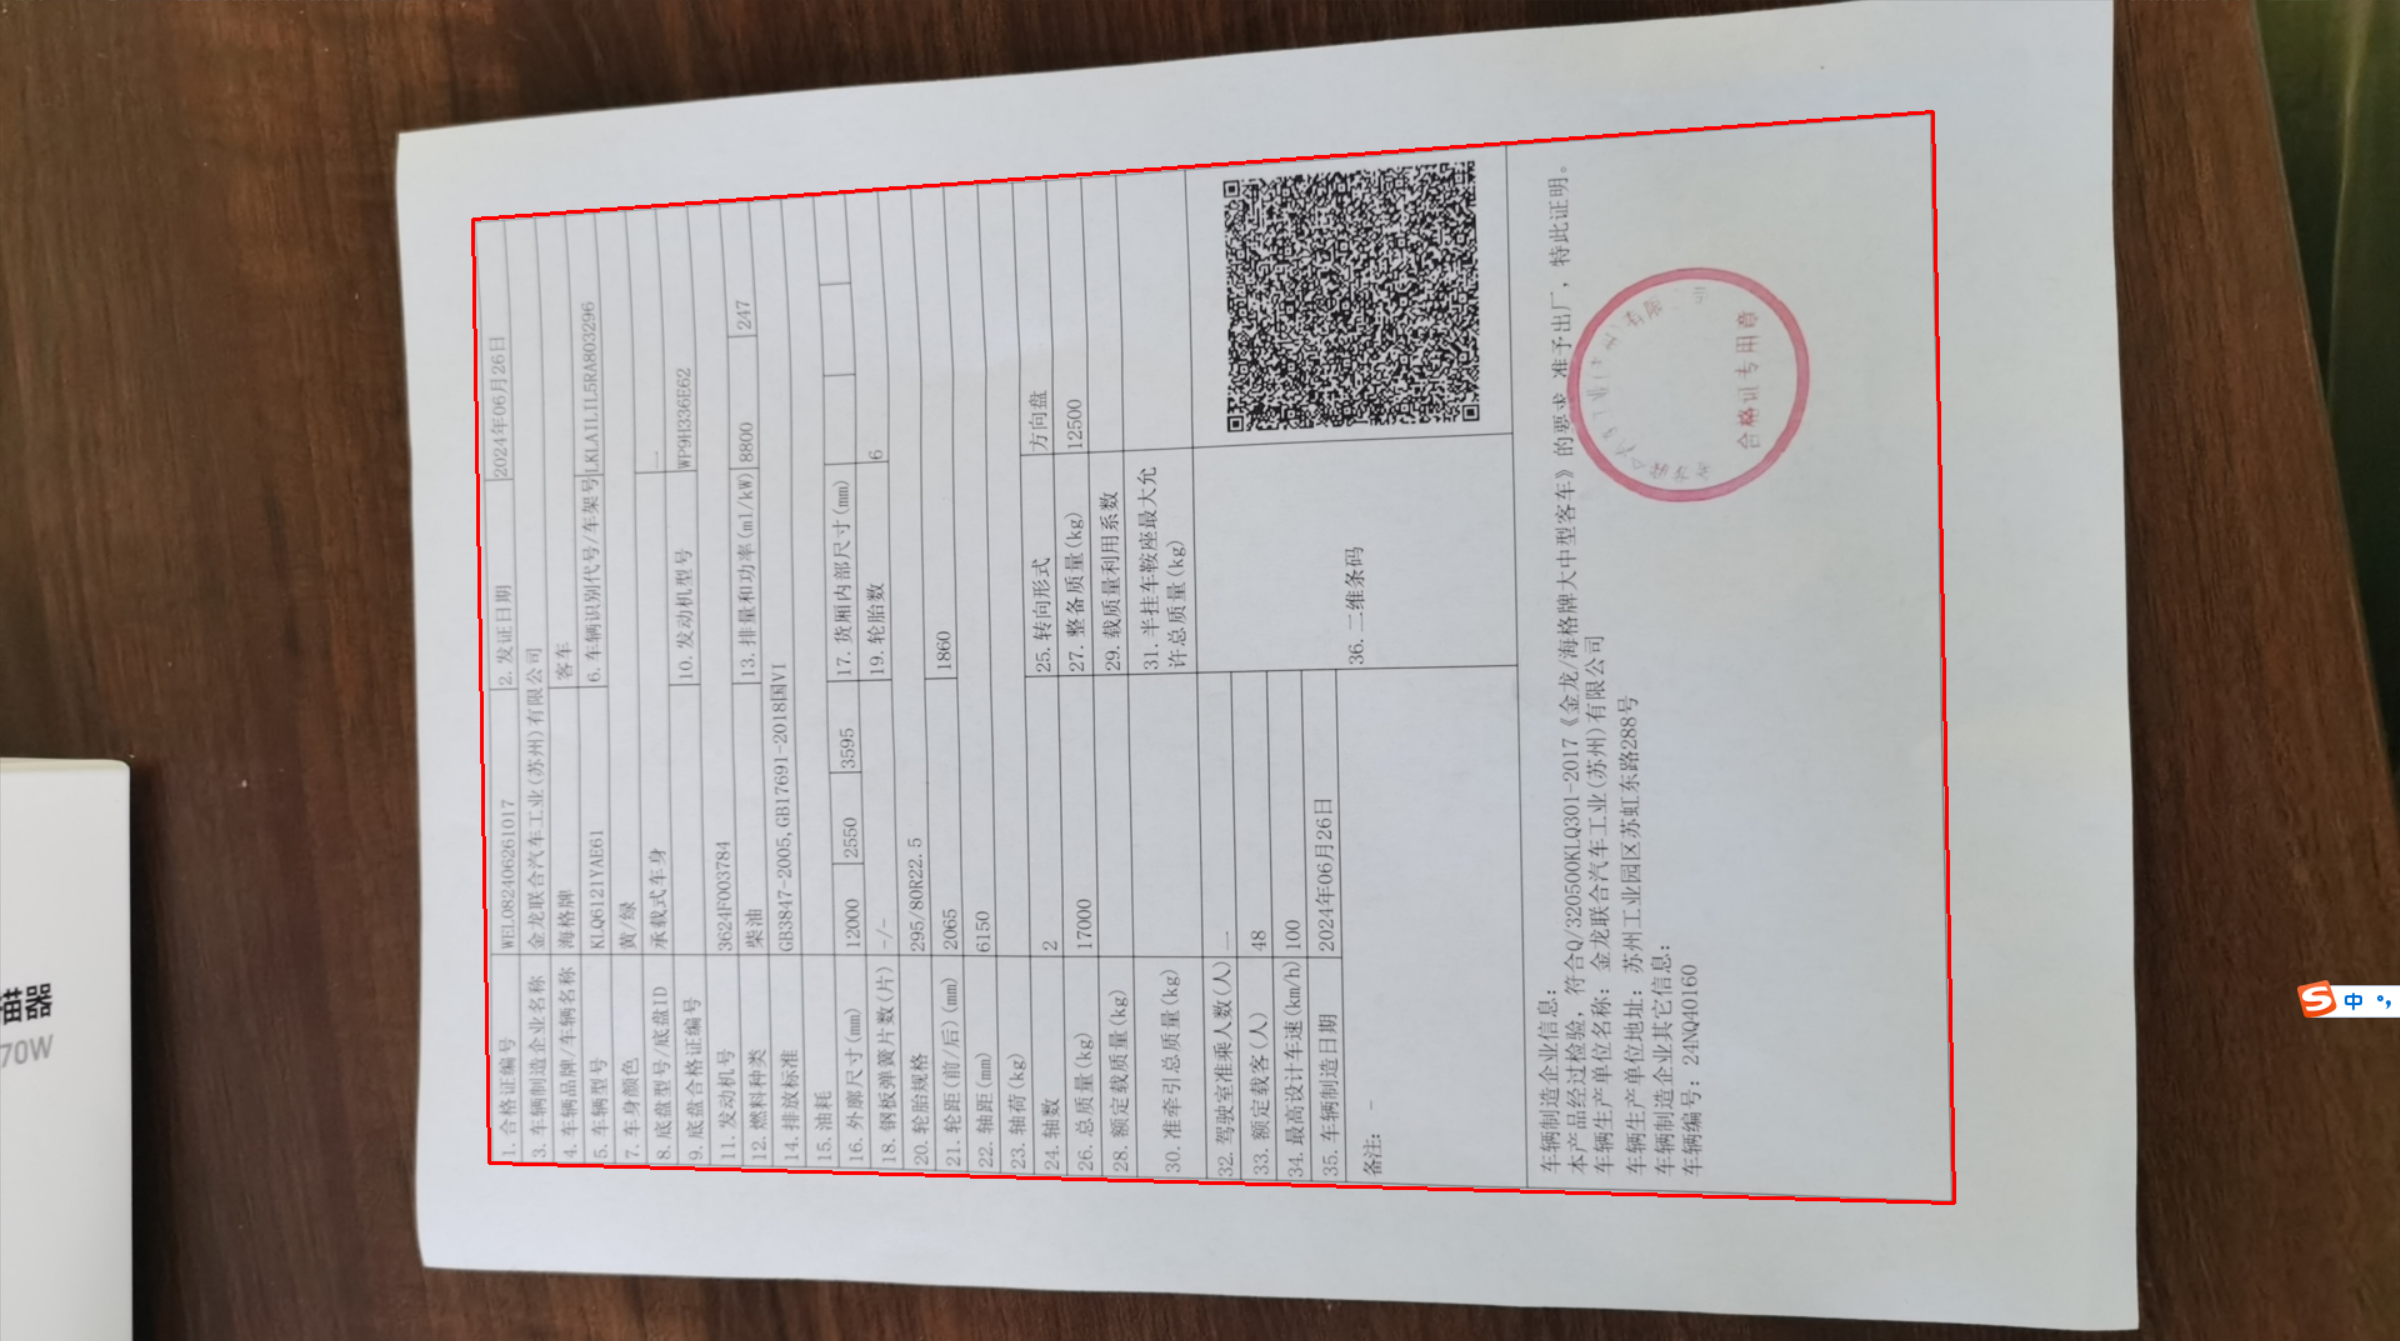 1. 合格证编号 WEL082406261017 2. 发证日期 2024年06月26日
3. 车辆制造企业名称 金龙联合汽车工业(苏州)有限公司
4. 车辆品牌/车辆名称 海格牌 客车
5. 车辆型号 KLQ6121YAE61 6. 车辆识别代号/车架号 LKLA1L1L5RA803296
7. 车身颜色 黄/绿
8. 底盘型号/底盘ID 承载式车身 —
9. 底盘合格证编号 10. 发动机型号 WP9H336E62
11. 发动机号 3624F003784
12. 燃料种类 柴油 13. 排量和功率(ml/kW) 8800 247
14. 排放标准 GB3847-2005,GB17691-2018国VI
15. 油耗
16. 外廓尺寸(mm) 12000 2550 3595 17. 货厢内部尺寸(mm)
18. 钢板弹簧片数(片) -/- 19. 轮胎数 6
20. 轮胎规格 295/80R22.5
21. 轮距(前/后)(mm) 2065 1860
22. 轴距(mm) 6150
23. 轴荷(kg)
24. 轴数 2 25. 转向形式 方向盘
26. 总质量(kg) 17000 27. 整备质量(kg) 12500
28. 额定载质量(kg) 29. 载质量利用系数
30. 准牵引总质量(kg) 31. 半挂车鞍座最大允
许总质量(kg)
32. 驾驶室准乘人数(人) —
33. 额定载客(人) 48
34. 最高设计车速(km/h) 100
35. 车辆制造日期 2024年06月26日
36. 二维条码
备注: -
车辆制造企业信息:
本产品经过检验，符合Q/320500KLQ301-2017《金龙/海格牌大中型客车》的要求 准予出厂，特此证明。
车辆生产单位名称: 金龙联合汽车工业(苏州)有限公司
车辆生产单位地址: 苏州工业园区苏虹东路288号
车辆制造企业其它信息:
车辆编号: 24NQ40160
合格证专用章
器
70W
中